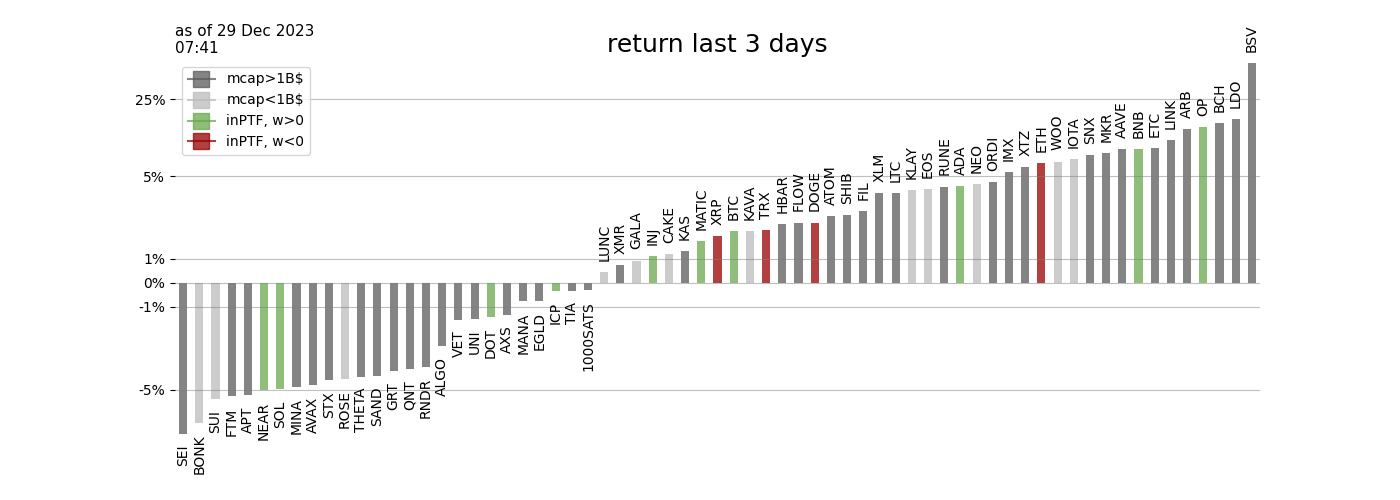 as of 29 Dec 2023
07:41
return last 3 days
mcap>1B$
mcap<1B$
inPTF, w>0
inPTF, w<0
25%
5%
1%
0%
-1%
-5%
SEI
BONK
SUI
FTM
APT
NEAR
SOL
MINA
AVAX
STX
ROSE
THETA
SAND
GRT
QNT
RNDR
ALGO
VET
UNI
DOT
AXS
MANA
EGLD
ICP
TIA
1000SATS
LUNC
XMR
GALA
INJ
CAKE
KAS
MATIC
XRP
BTC
KAVA
TRX
HBAR
FLOW
DOGE
ATOM
SHIB
FIL
XLM
LTC
KLAY
EOS
RUNE
ADA
NEO
ORDI
IMX
XTZ
ETH
WOO
IOTA
SNX
MKR
AAVE
BNB
ETC
LINK
ARB
OP
BCH
LDO
BSV